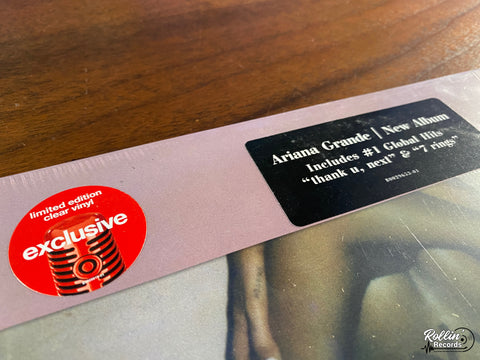 Ariana Grande | New Album
Includes #1 Global Hits
“thank u, next” & “7 rings”
limited edition
clear vinyl
exclusive
Rollin'
Records